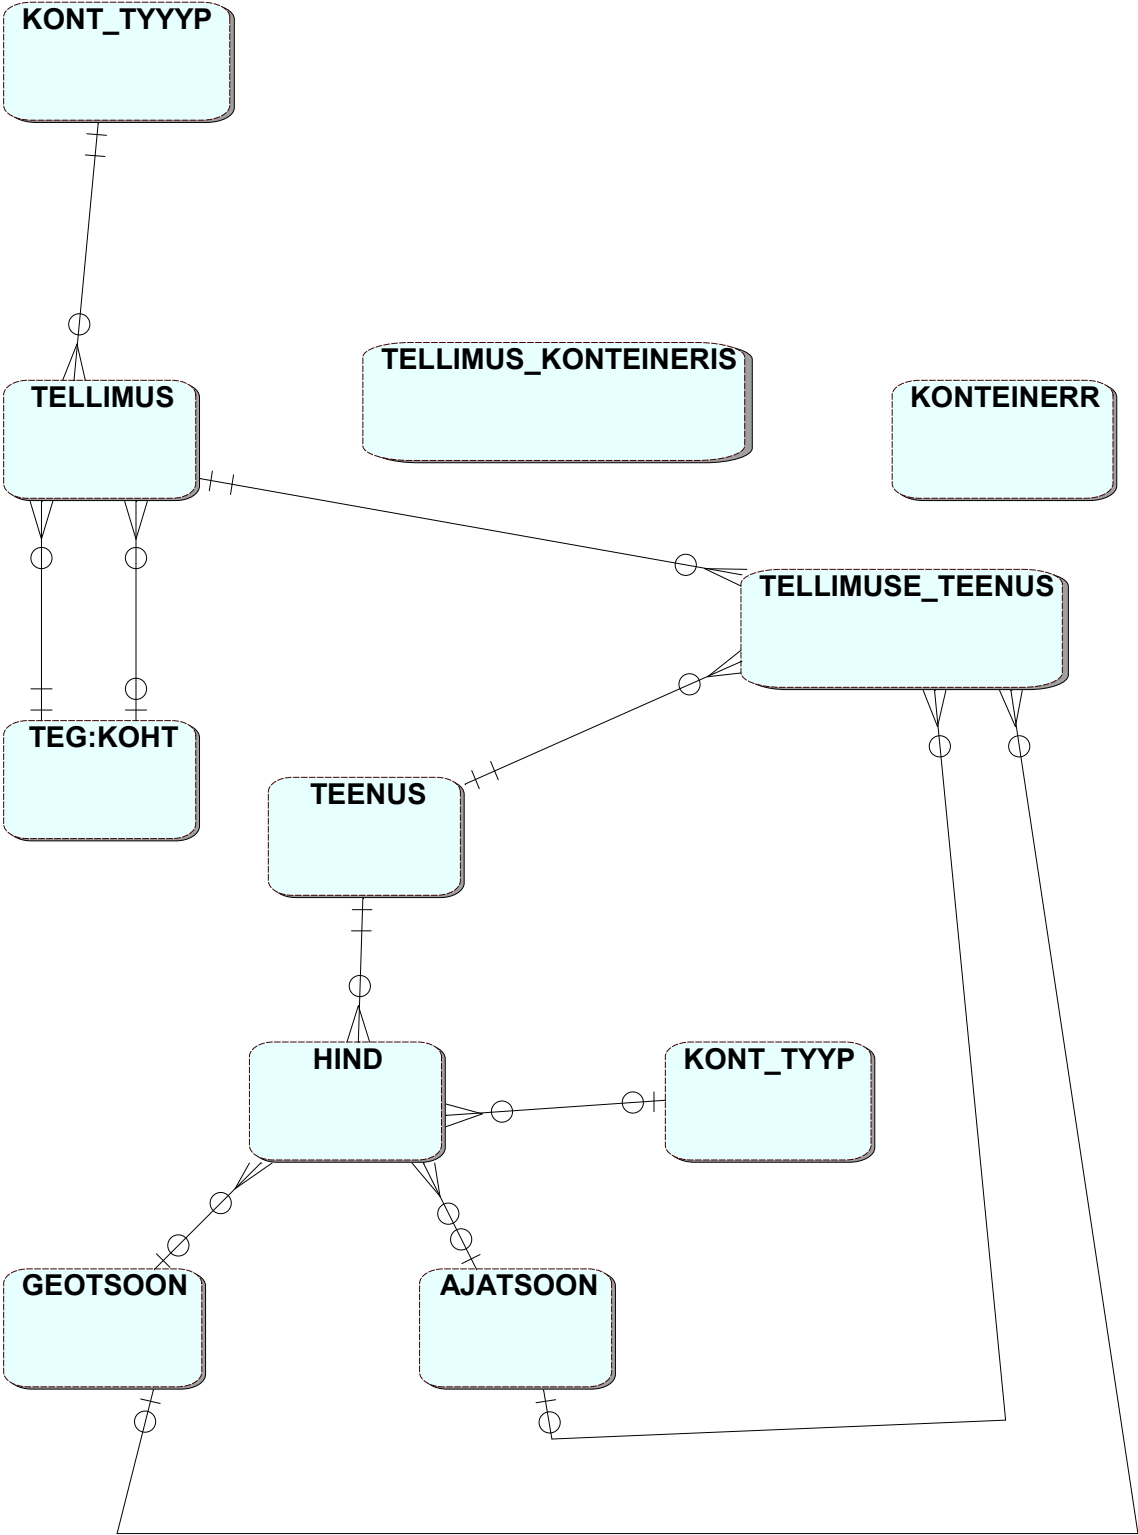 KONT_TYYYP
TELLIMUS_KONTEINERIS
TELLIMUS
KONTEINERR
TELLIMUSE_TEENUS
TEG:KOHT
TEENUS
HIND
KONT_TYYP
GEOTSOON
AJATSOON